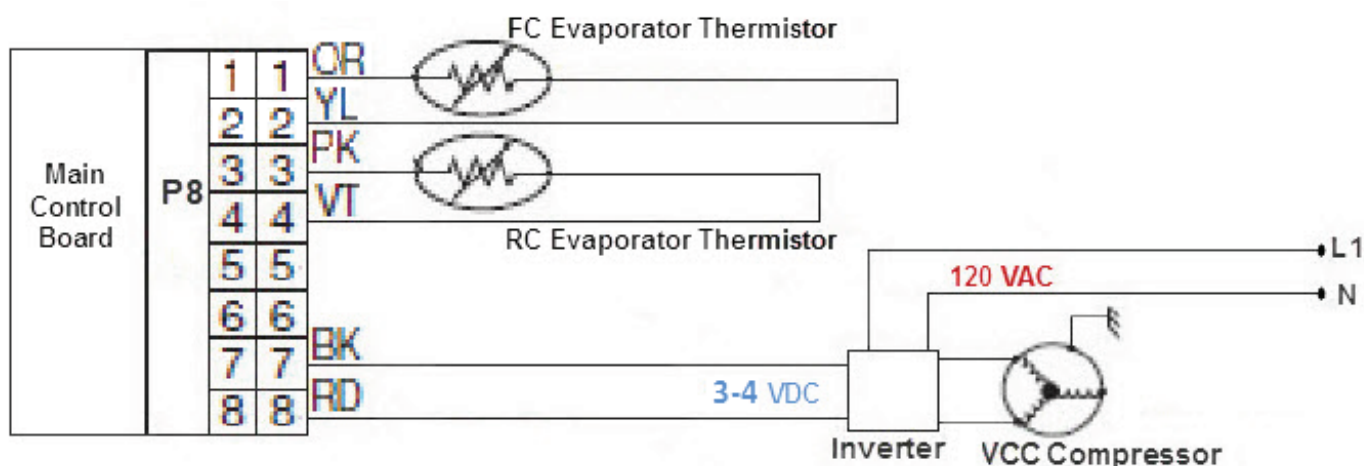 FC Evaporator Thermistor
Main
Control
Board
P8
1 1 OR
2 2 YL
3 3 PK
4 4 VT
5 5
6 6
7 7 BK
8 8 RD
RC Evaporator Thermistor
L1
120 VAC
N
3-4 VDC
Inverter
VCC Compressor